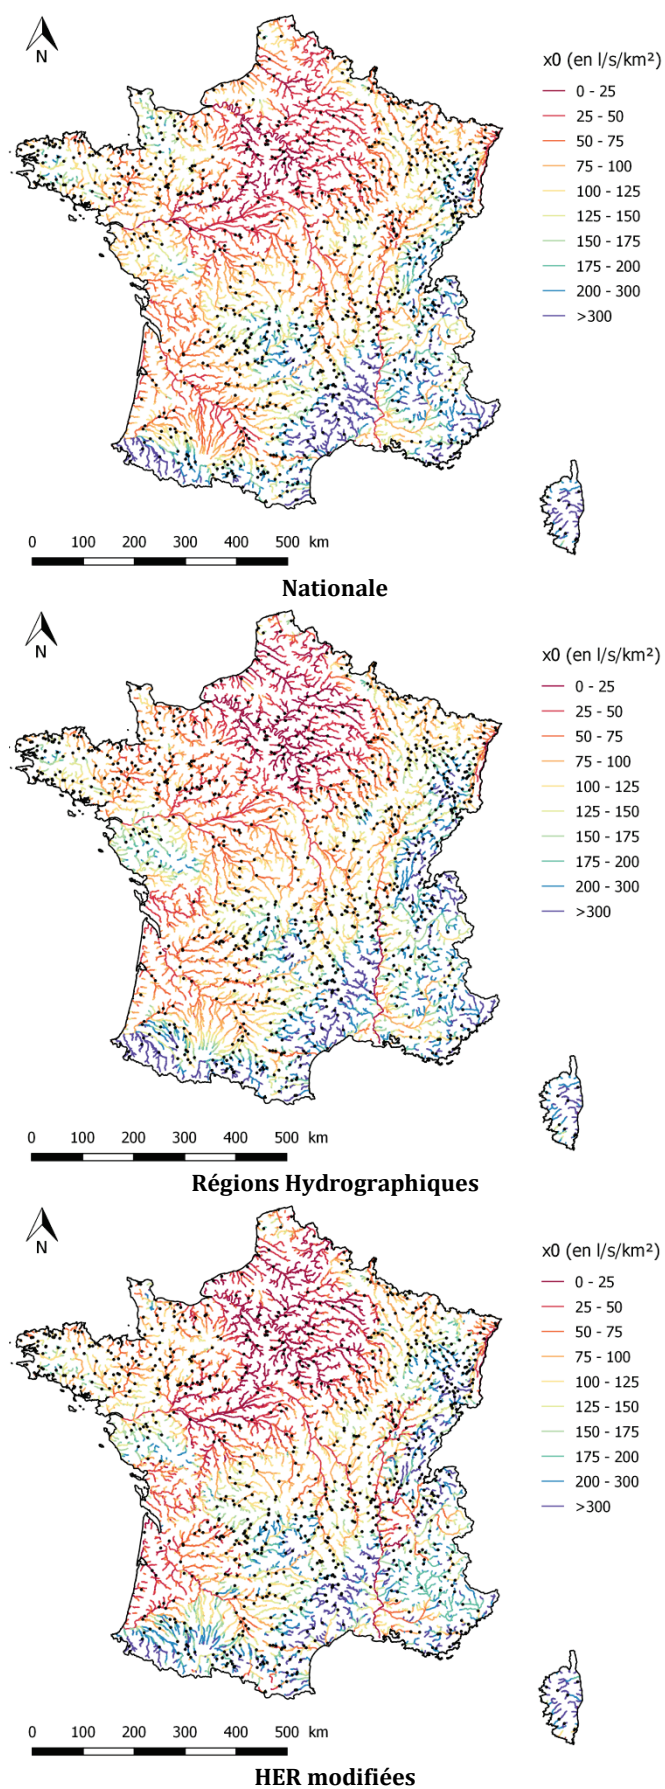 N
x0 (en l/s/km²)
0 - 25
25 - 50
50 - 75
75 - 100
100 - 125
125 - 150
150 - 175
175 - 200
200 - 300
>300
0 100 200 300 400 500 km
Nationale
N
x0 (en l/s/km²)
0 - 25
25 - 50
50 - 75
75 - 100
100 - 125
125 - 150
150 - 175
175 - 200
200 - 300
>300
0 100 200 300 400 500 km
Régions Hydrographiques
N
x0 (en l/s/km²)
0 - 25
25 - 50
50 - 75
75 - 100
100 - 125
125 - 150
150 - 175
175 - 200
200 - 300
>300
0 100 200 300 400 500 km
HER modifiées